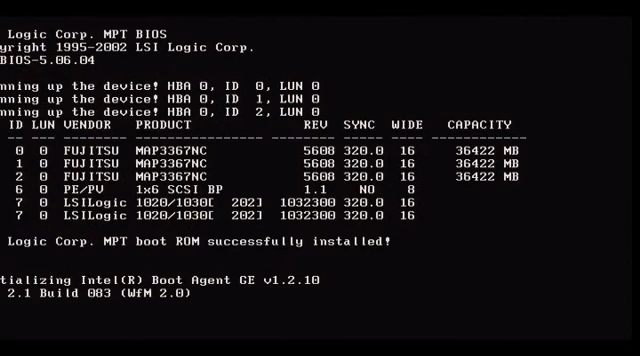 Logic Corp. MPT BIOS
yright 1995-2002 LSI Logic Corp.
BIOS-5.06.04
nning up the device! HBA 0, ID 0, LUN 0
nning up the device! HBA 0, ID 1, LUN 0
nning up the device! HBA 0, ID 2, LUN 0
ID LUN VENDOR PRODUCT REV SYNC WIDE CAPACITY
-- --- -------- ---------------- --------- ----- ---- ------------
0 0 FUJITSU MAP3367NC 5608 320.0 16 36422 MB
1 0 FUJITSU MAP3367NC 5608 320.0 16 36422 MB
2 0 FUJITSU MAP3367NC 5608 320.0 16 36422 MB
6 0 PE/PV 1x6 SCSI BP 1.1 NO 8
7 0 LSILogic 1020/1030[ 202] 1032300 320.0 16
7 0 LSILogic 1020/1030[ 202] 1032300 320.0 16
Logic Corp. MPT boot ROM successfully installed!
tializing Intel(R) Boot Agent GE v1.2.10
2.1 Build 083 (WfM 2.0)